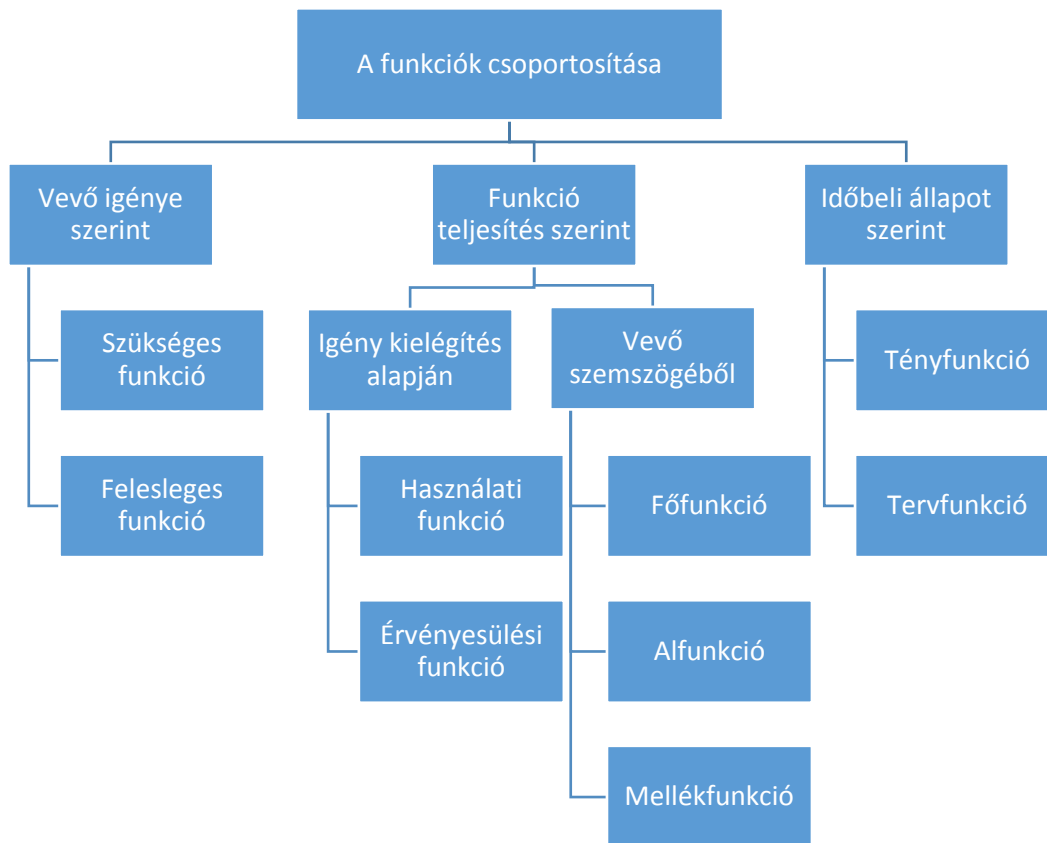 A funkciók csoportosítása
Vevő igénye
szerint
Funkció
teljesítés szerint
Időbeli állapot
szerint
Szükséges
funkció
Felesleges
funkció
Igény kielégítés
alapján
Használati
funkció
Érvényesülési
funkció
Vevő
szemszögéből
Főfunkció
Alfunkció
Mellékfunkció
Tényfunkció
Tervfunkció